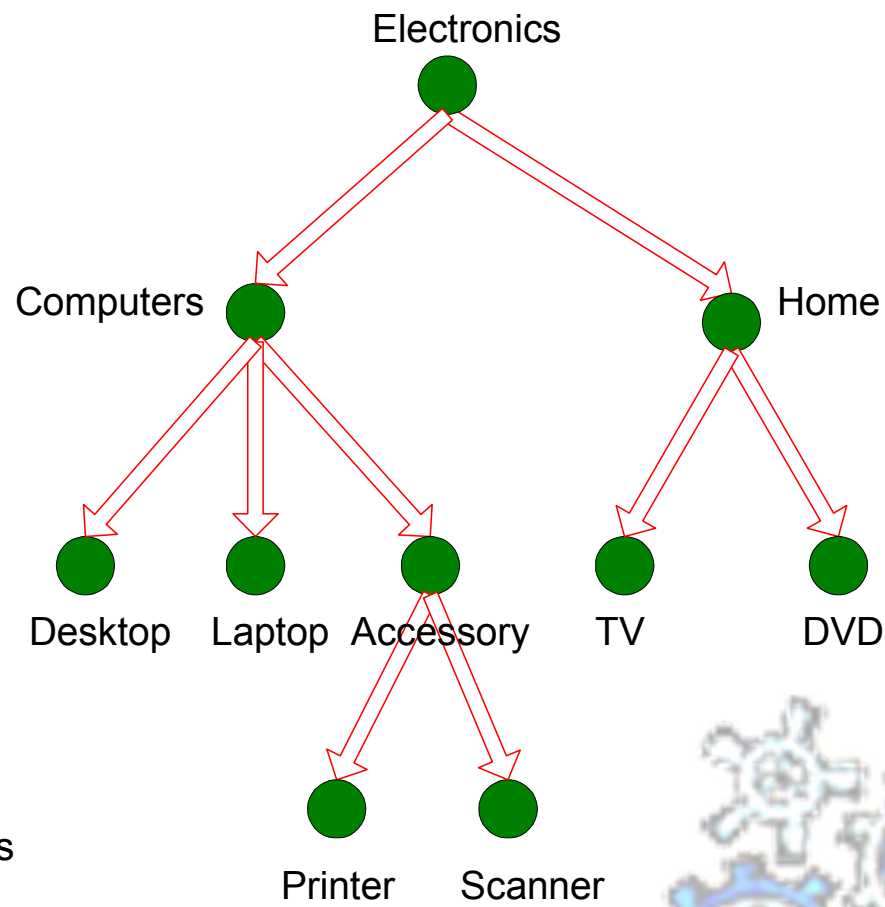 Electronics
Computers
Home
Desktop
Laptop
Accessory
TV
DVD
s
Printer
Scanner